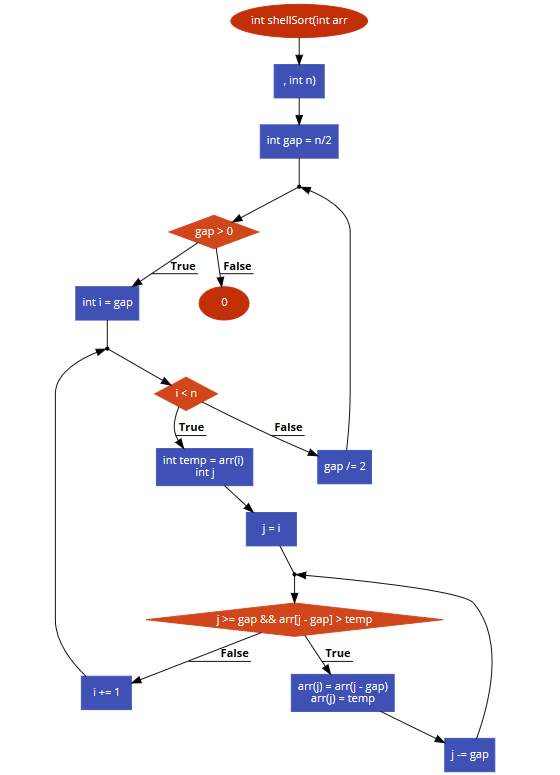 int shellSort(int arr
, int n)
int gap = n/2
gap > 0
True
False
int i = gap
0
i < n
True
False
int temp = arr(i)
int j
gap /= 2
j = i
j >= gap && arr[j - gap] > temp
False
True
arr(j) = arr(j - gap)
arr(j) = temp
i += 1
j -= gap